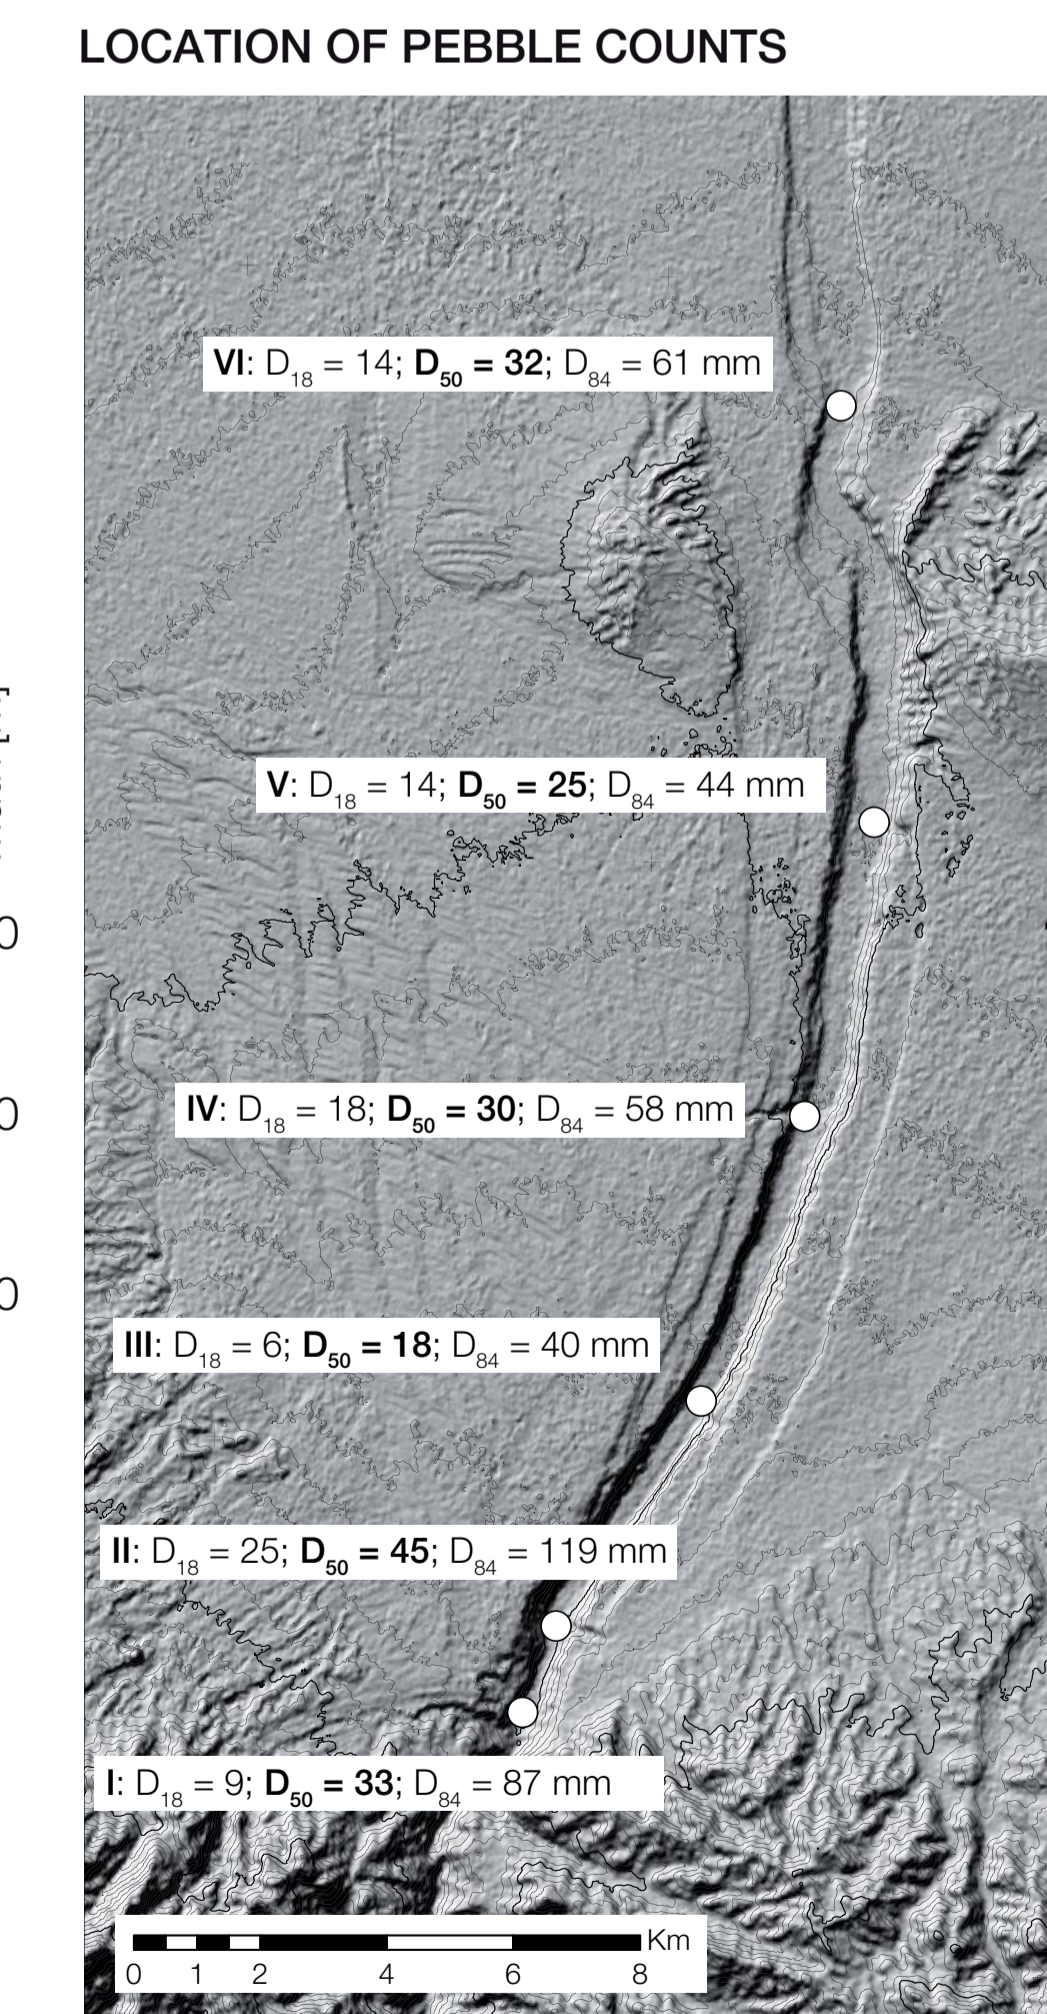 LOCATION OF PEBBLE COUNTS
VI: D18 = 14; D50 = 32; D84 = 61 mm
V: D18 = 14; D50 = 25; D84 = 44 mm
0
IV: D18 = 18; D50 = 30; D84 = 58 mm
0
0
III: D18 = 6; D50 = 18; D84 = 40 mm
II: D18 = 25; D50 = 45; D84 = 119 mm
I: D18 = 9; D50 = 33; D84 = 87 mm
Km
0 1 2 4 6 8